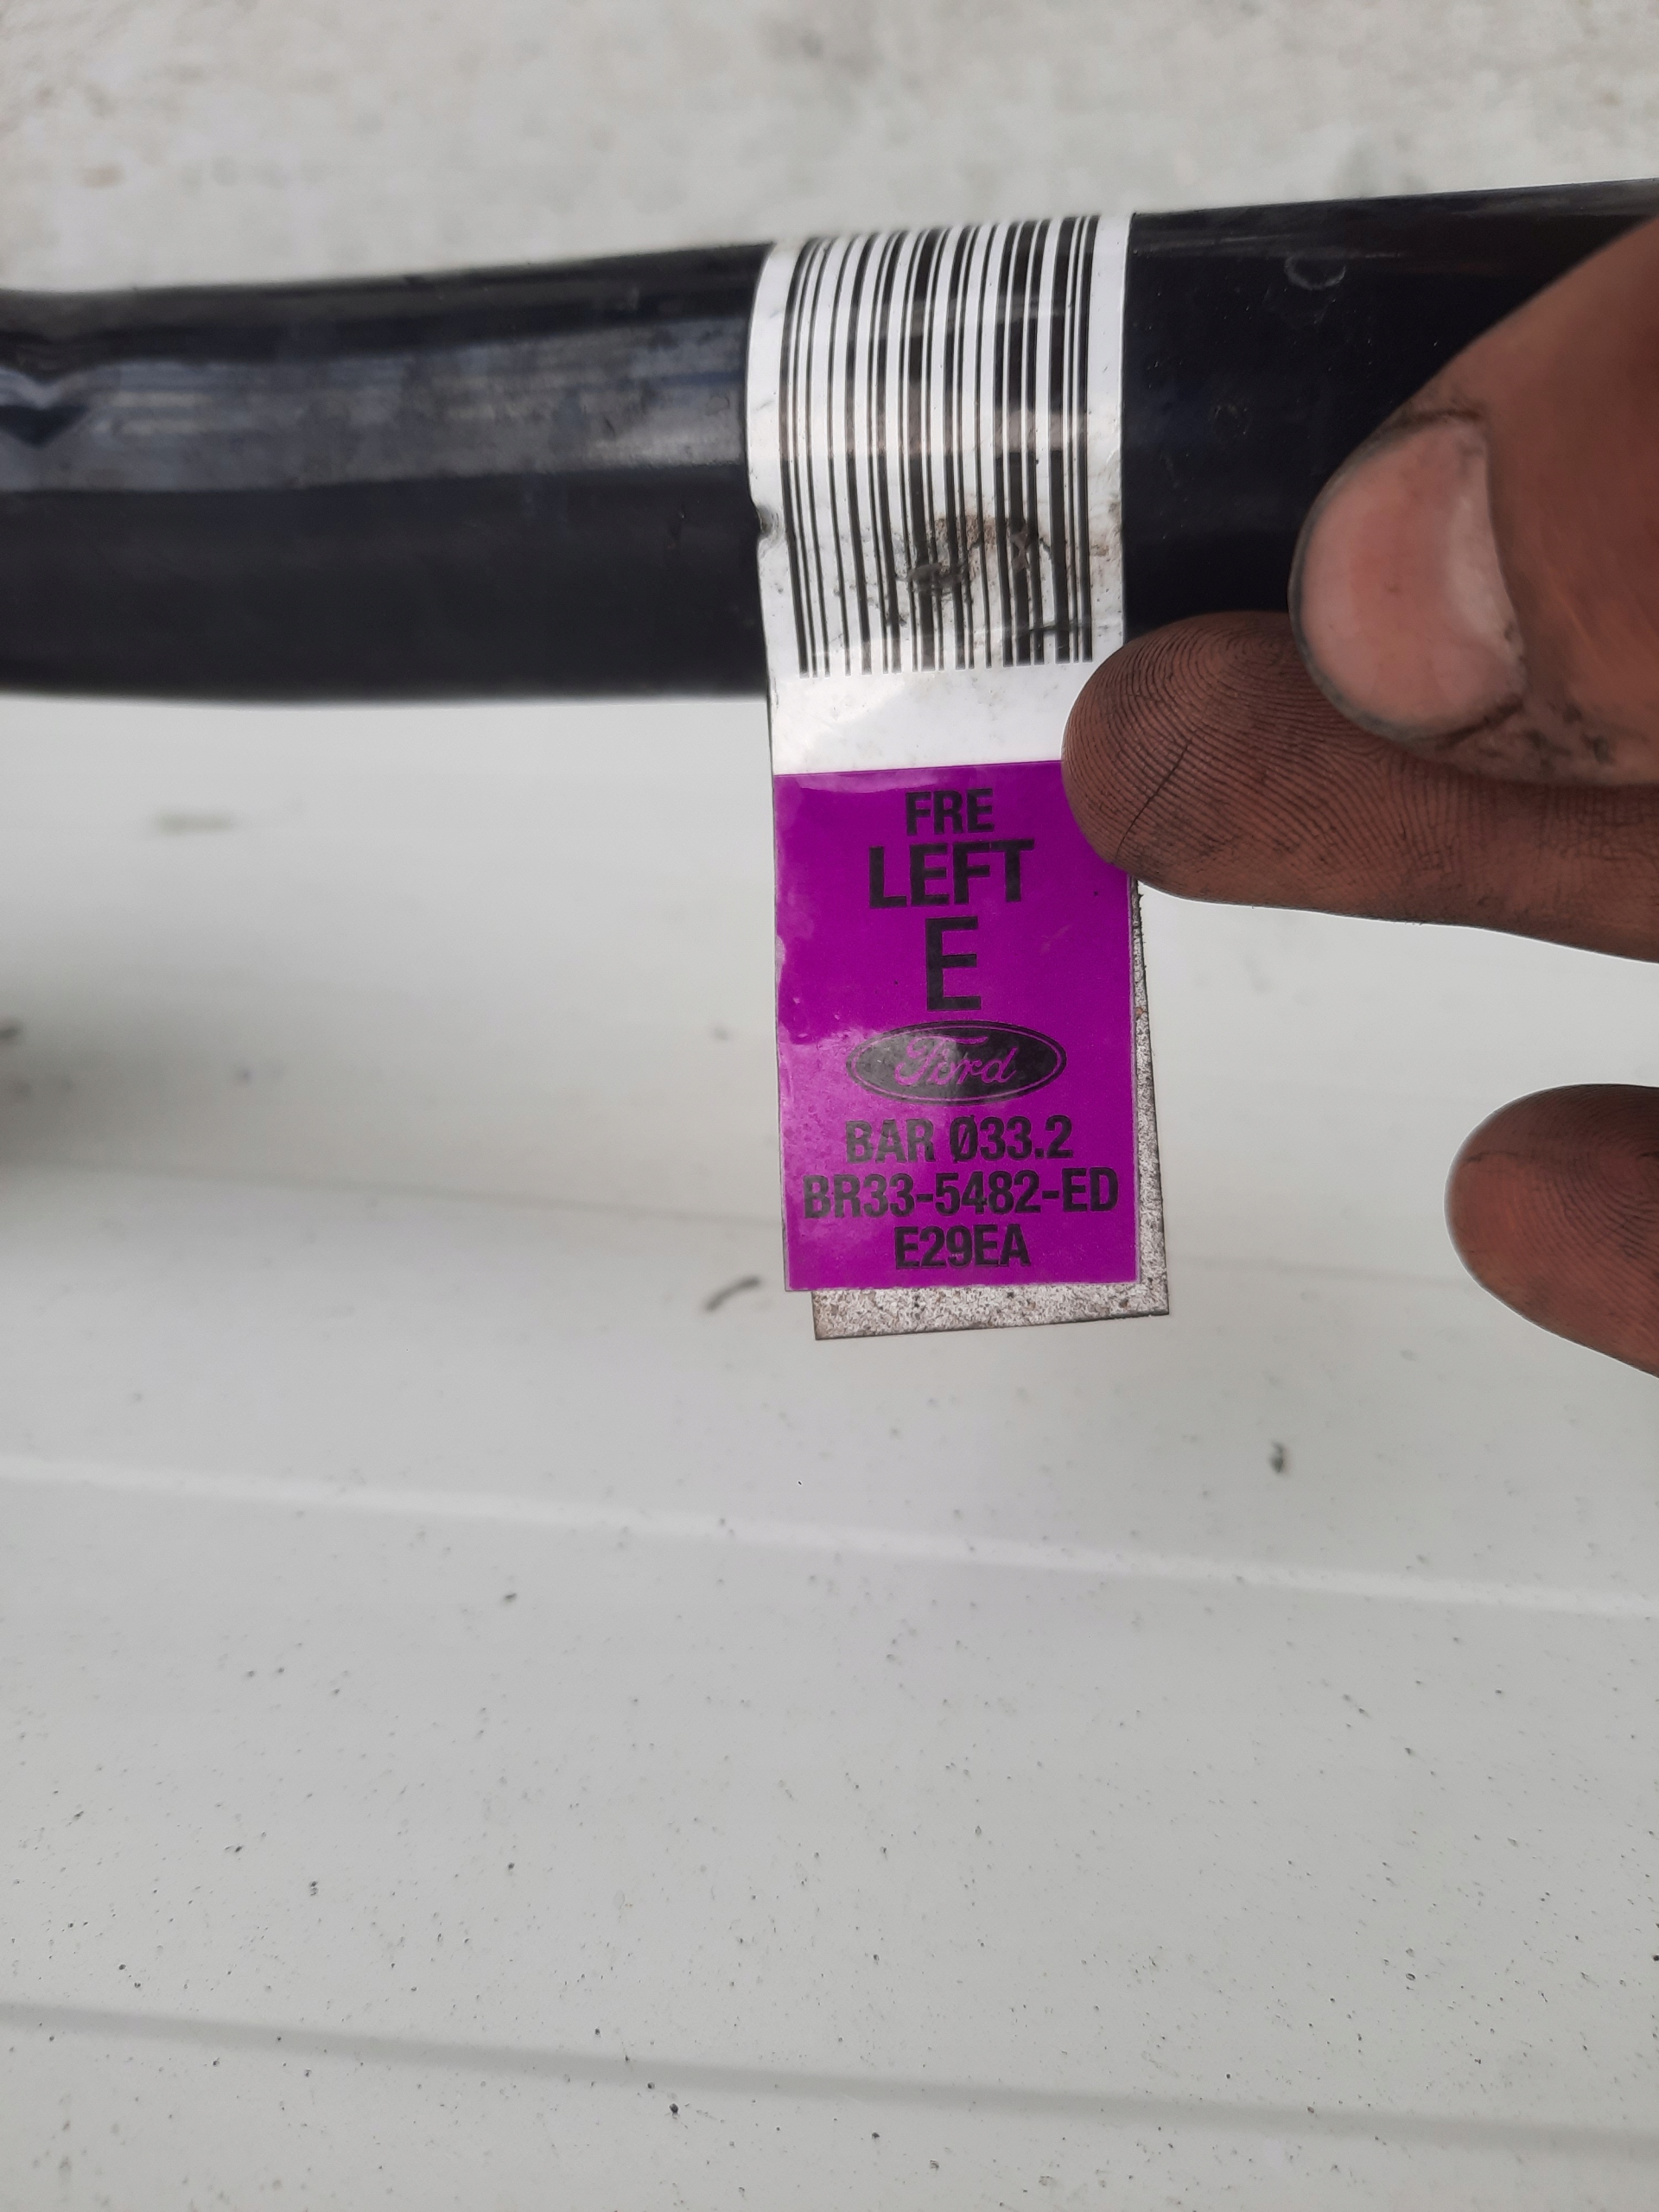 FRE
LEFT
E
Ford
BAR Ø33.2
BR33-5482-ED
E29EA